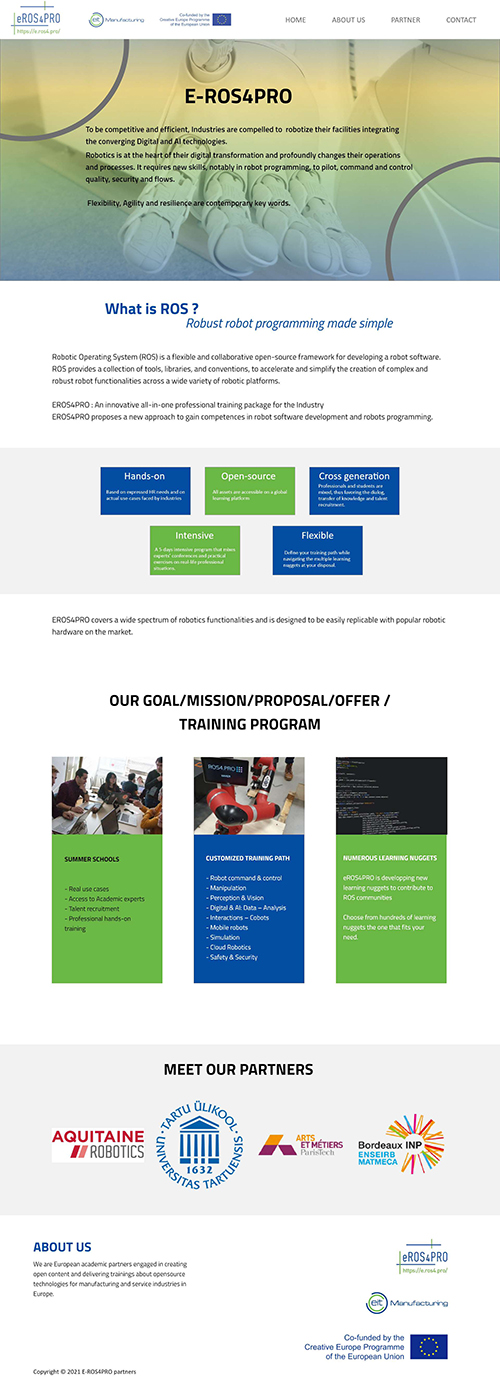 eROS4PRO
https://e.ros4.pro/
eit Manufacturing
Co-funded by the
Creative Europe Programme
of the European Union
HOME ABOUT US PARTNER CONTACT
E-ROS4PRO
To be competitive and efficient, Industries are compelled to robotize their facilities integrating
the converging Digital and AI technologies.
Robotics is at the heart of their digital transformation and profoundly changes their operations
and processes. It requires new skills, notably in robot programming, to pilot, command and control
quality, security and flows.
Flexibility, Agility and resilience are contemporary key words.
What is ROS ?
Robust robot programming made simple
Robotic Operating System (ROS) is a flexible and collaborative open-source framework for developing a robot software.
ROS provides a collection of tools, libraries, and conventions, to accelerate and simplify the creation of complex and
robust robot functionalities across a wide variety of robotic platforms.
EROS4PRO : An innovative all-in-one professional training package for the Industry
EROS4PRO proposes a new approach to gain competences in robot software development and robots programming.
Hands-on
Based on expressed HR needs and on
actual use cases faced by industries
Open-source
All assets are accessible on a global
learning platform
Cross generation
Professionals and students are
mixed, thus favoring the dialog,
transfer of knowledge and talent
recruitment.
Intensive
A 5-days intensive program that mixes
experts' conferences and practical
exercises on real-life professional
situations.
Flexible
Define your training path while
navigating the multiple learning
nuggets at your disposal.
EROS4PRO covers a wide spectrum of robotics functionalities and is designed to be easily replicable with popular robotic
hardware on the market.
OUR GOAL/MISSION/PROPOSAL/OFFER /
TRAINING PROGRAM
ROS4.PRO
SUMMER SCHOOLS
- Real use cases
- Access to Academic experts
- Talent recruitment
- Professional hands-on
training
CUSTOMIZED TRAINING PATH
- Robot command & control
- Manipulation
- Perception & Vision
- Digital & AI: Data – Analysis
- Interactions – Cobots
- Mobile robots
- Simulation
- Cloud Robotics
- Safety & Security
NUMEROUS LEARNING NUGGETS
eROS4PRO is developping new
learning nuggets to contribute to
ROS communities
Choose from hundreds of learning
nuggets the one that fits your
need.
MEET OUR PARTNERS
AQUITAINE
ROBOTICS
TARTU ÜLIKOOL
UNIVERSITAS TARTUENSIS
1632
ARTS
ET MÉTIERS
ParisTech
Bordeaux INP
ENSEIRB
MATMECA
ABOUT US
We are European academic partners engaged in creating
open content and delivering trainings about opensource
technologies for manufacturing and service industries in
Europe.
eROS4PRO
https://e.ros4.pro/
eit Manufacturing
Co-funded by the
Creative Europe Programme
of the European Union
Copyright © 2021 E-ROS4PRO partners